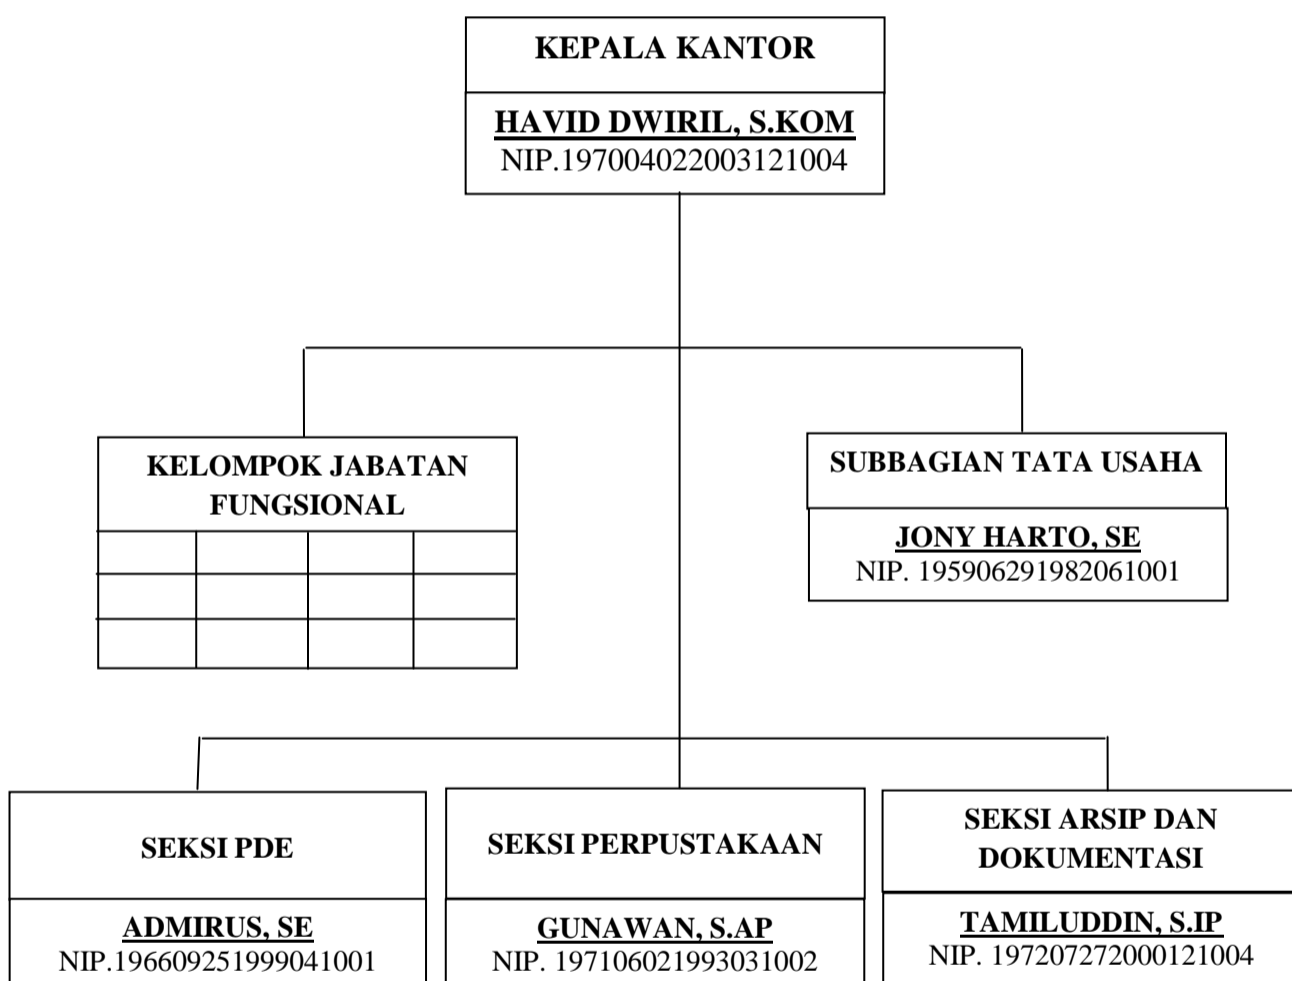 KEPALA KANTOR
HAVID DWIRIL, S.KOM
NIP.197004022003121004
KELOMPOK JABATAN
FUNGSIONAL
SUBBAGIAN TATA USAHA
JONY HARTO, SE
NIP. 195906291982061001
SEKSI PDE
ADMIRUS, SE
NIP.196609251999041001
SEKSI PERPUSTAKAAN
GUNAWAN, S.AP
NIP. 197106021993031002
SEKSI ARSIP DAN
DOKUMENTASI
TAMILUDDIN, S.IP
NIP. 197207272000121004